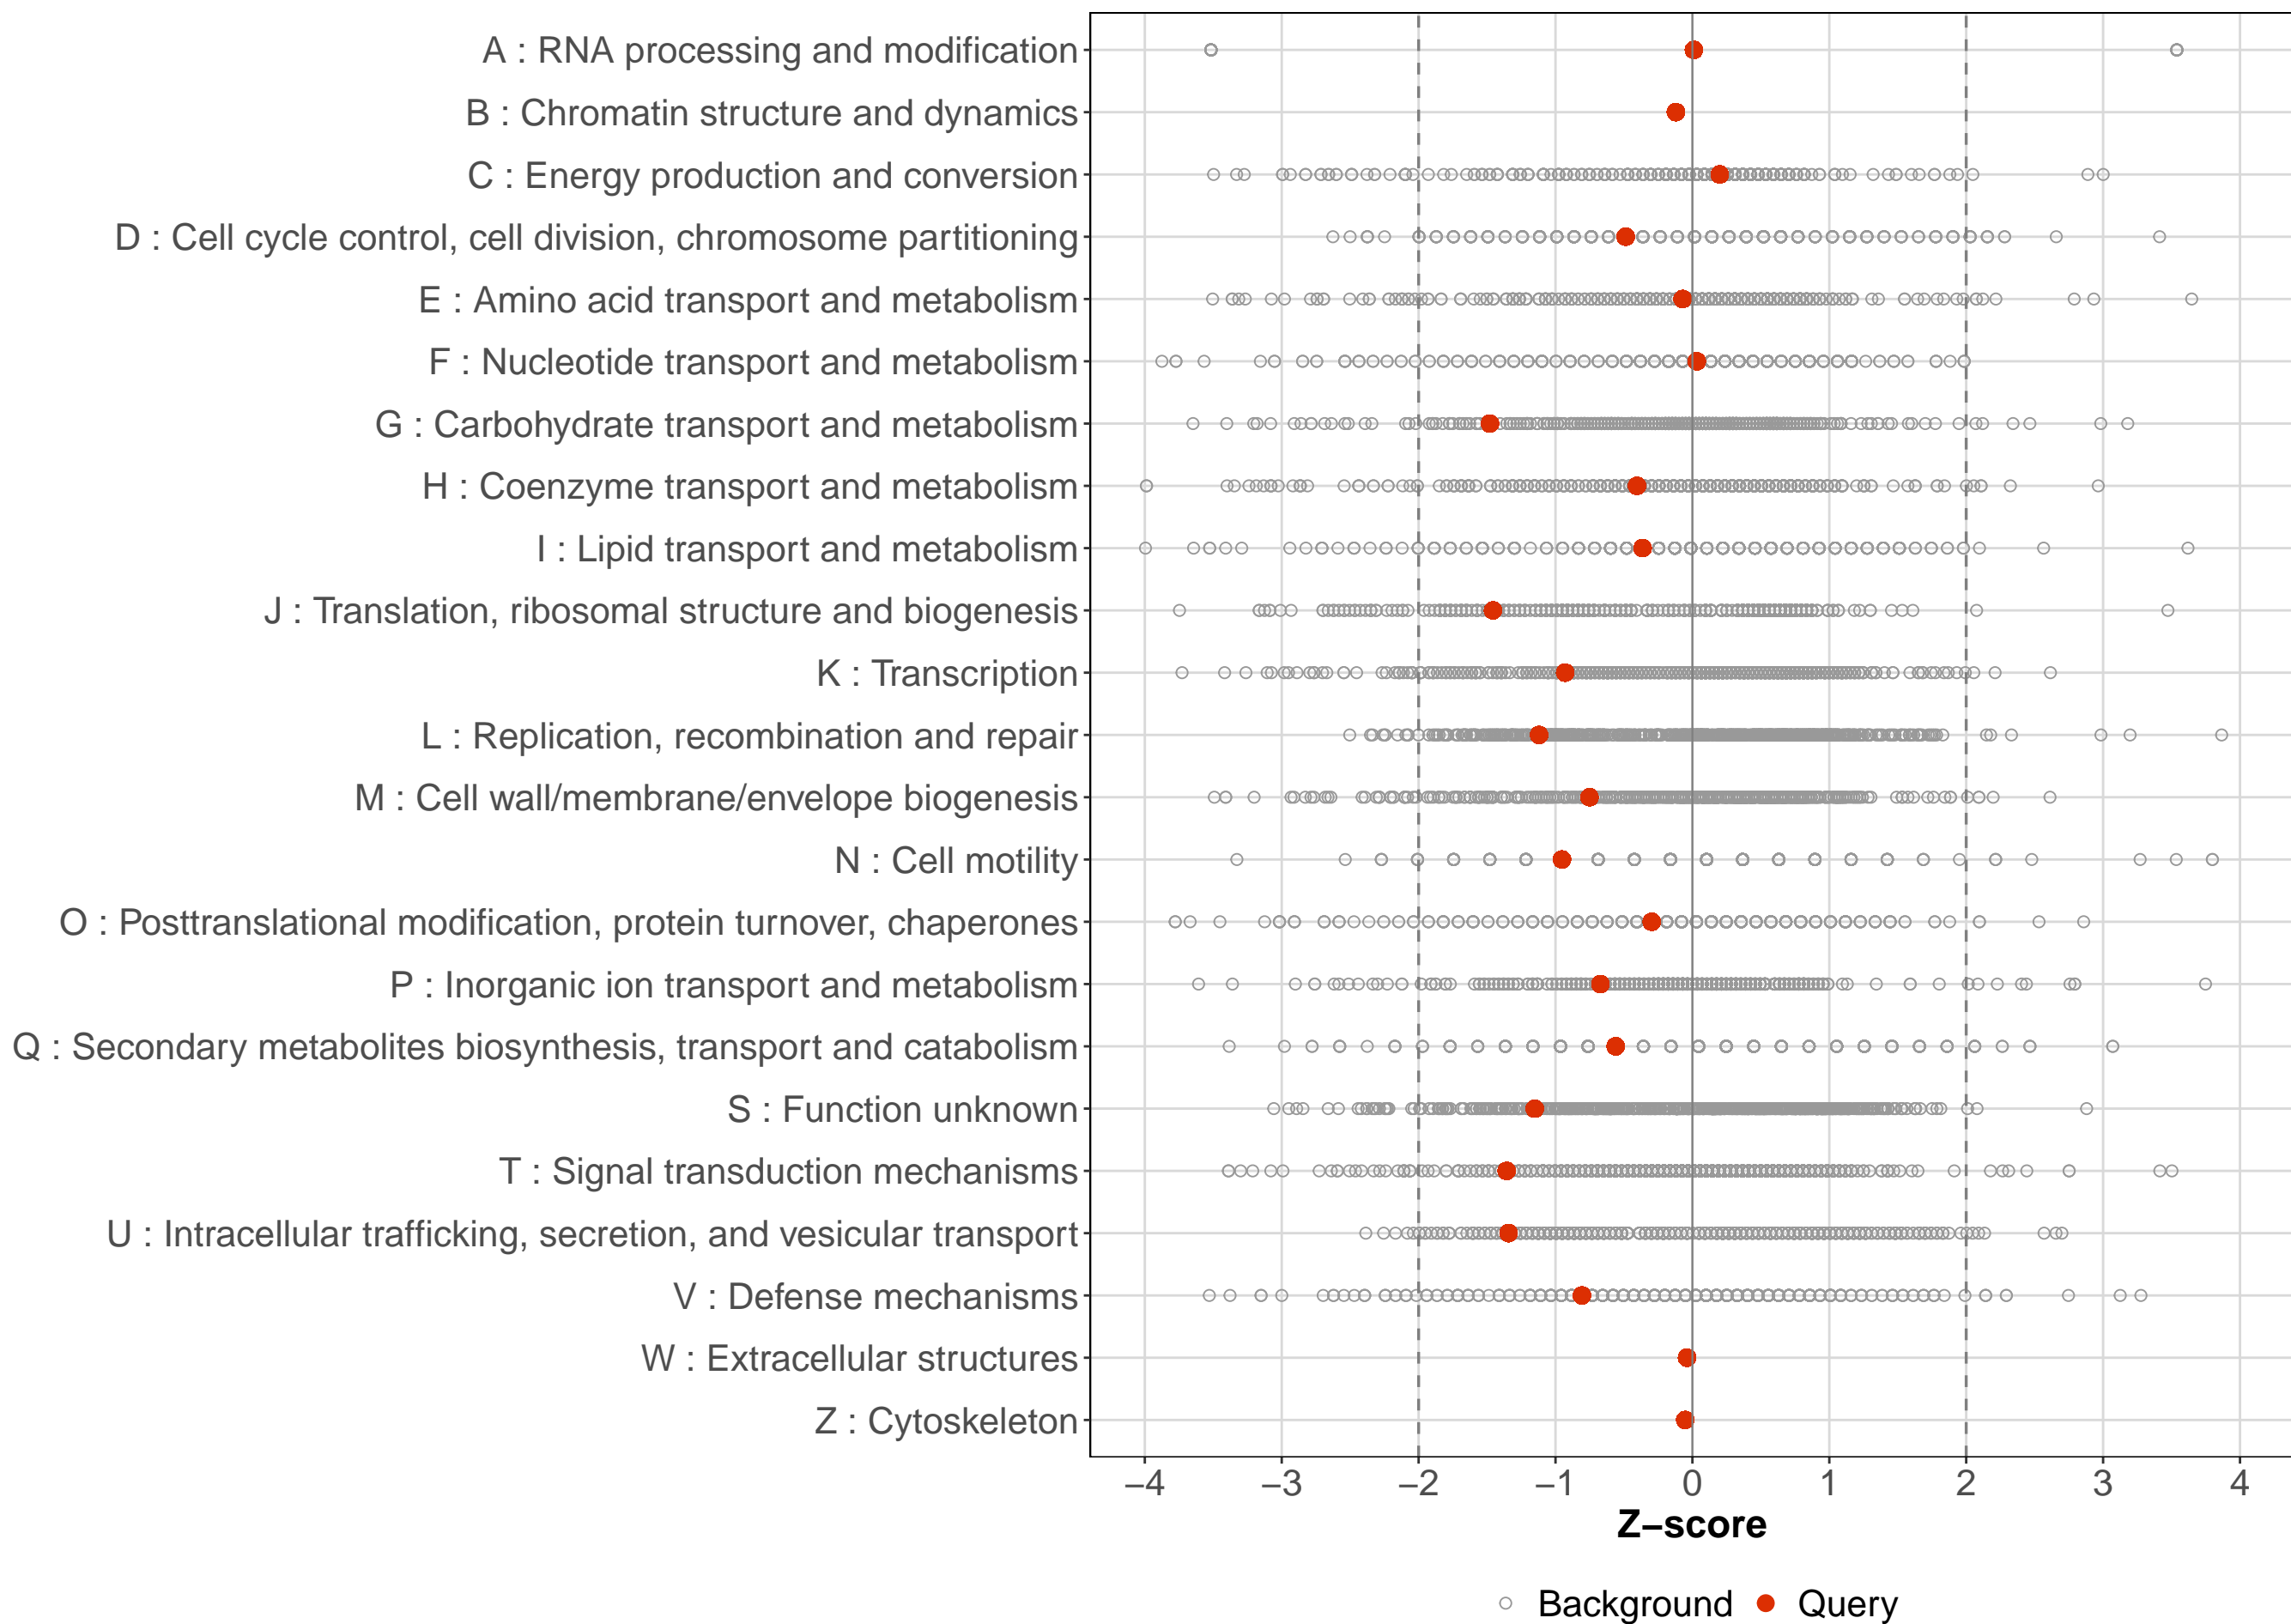 A : RNA processing and modification
B : Chromatin structure and dynamics
C : Energy production and conversion
D : Cell cycle control, cell division, chromosome partitioning
E : Amino acid transport and metabolism
F : Nucleotide transport and metabolism
G : Carbohydrate transport and metabolism
H : Coenzyme transport and metabolism
I : Lipid transport and metabolism
J : Translation, ribosomal structure and biogenesis
K : Transcription
L : Replication, recombination and repair
M : Cell wall/membrane/envelope biogenesis
N : Cell motility
O : Posttranslational modification, protein turnover, chaperones
P : Inorganic ion transport and metabolism
Q : Secondary metabolites biosynthesis, transport and catabolism
S : Function unknown
T : Signal transduction mechanisms
U : Intracellular trafficking, secretion, and vesicular transport
V : Defense mechanisms
W : Extracellular structures
Z : Cytoskeleton
−4 −3 −2 −1 0 1 2 3 4
Z−score
Background Query